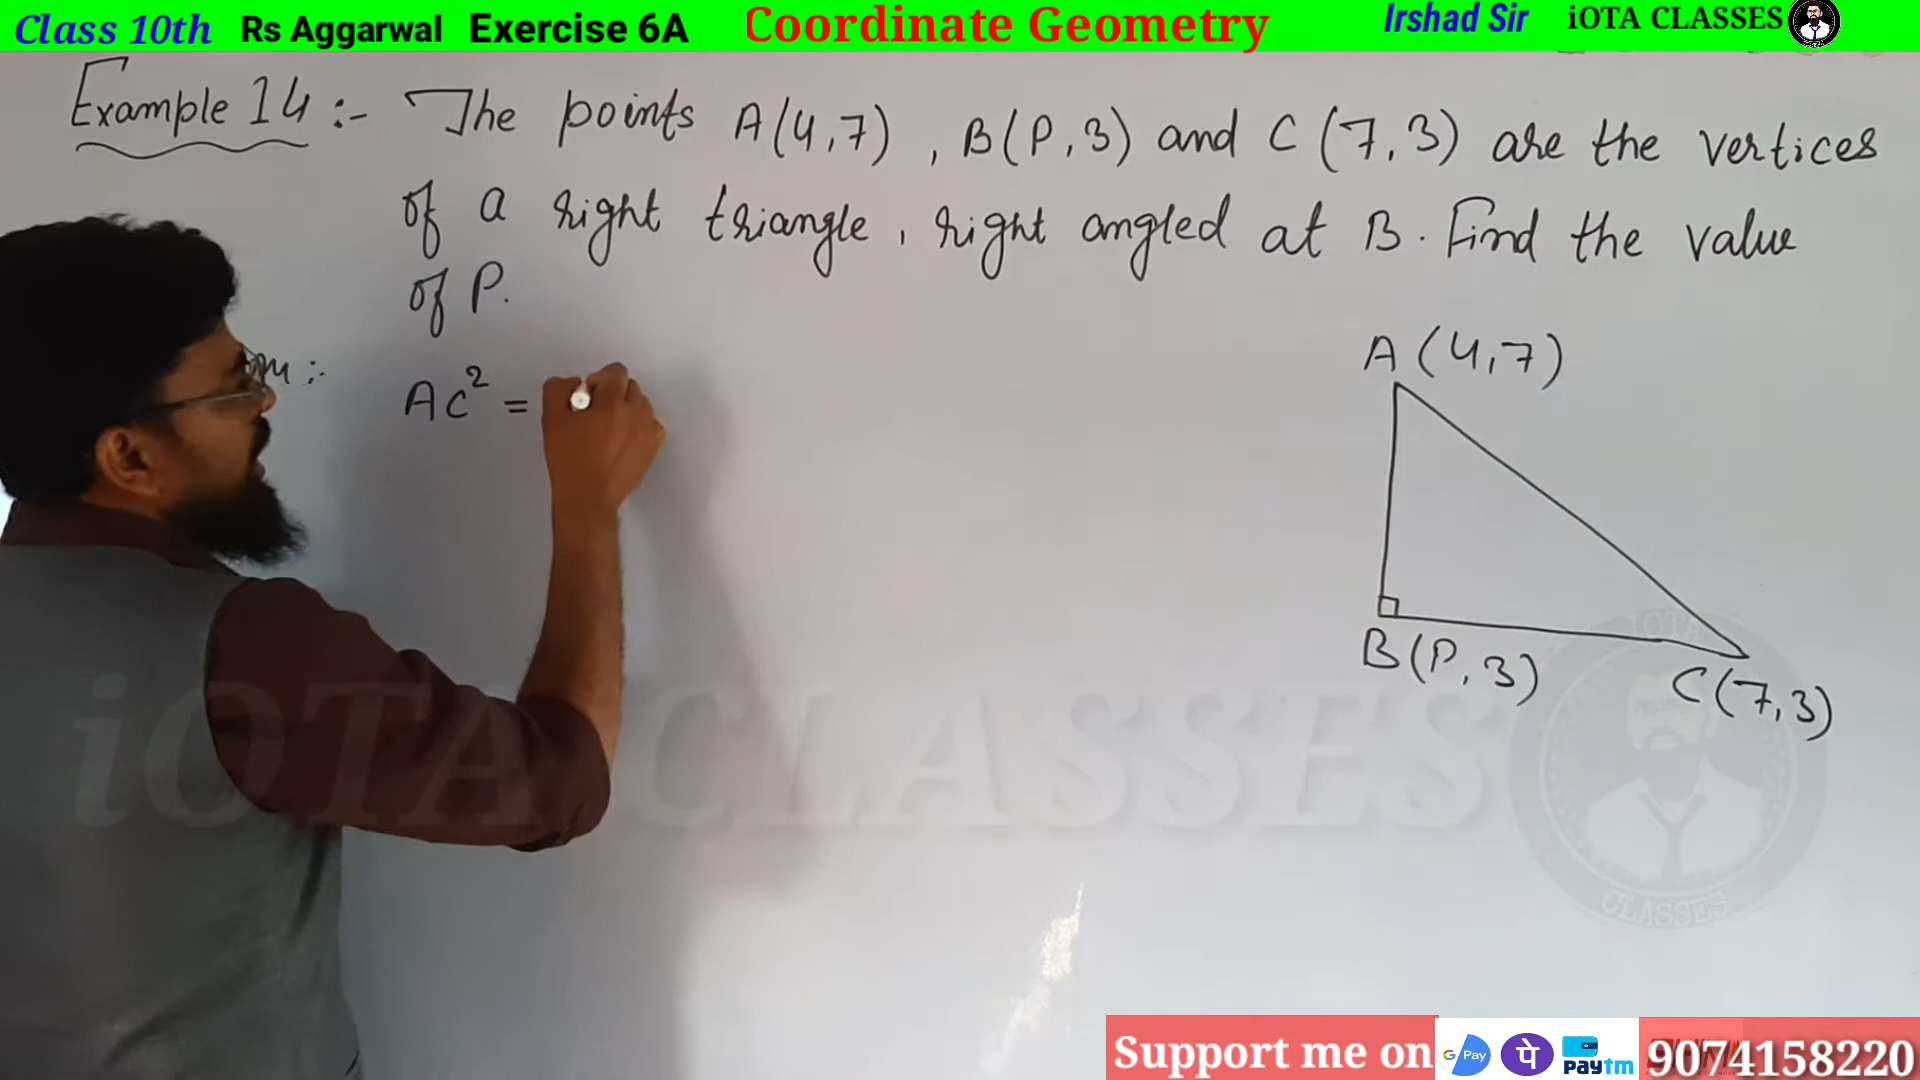 Class 10th Rs Aggarwal Exercise 6A Coordinate Geometry Irshad Sir iOTA CLASSES
Example 14 :- The points A(4,7), B(P,3) and C(7,3) are the vertices
of a right triangle, right angled at B. Find the value
of P.
AC² =
A(4,7)
B(P,3)
C(7,3)
iOTA CLASSES
IOTA
CLASSES
Support me on G Pay पे paytm 9074158220